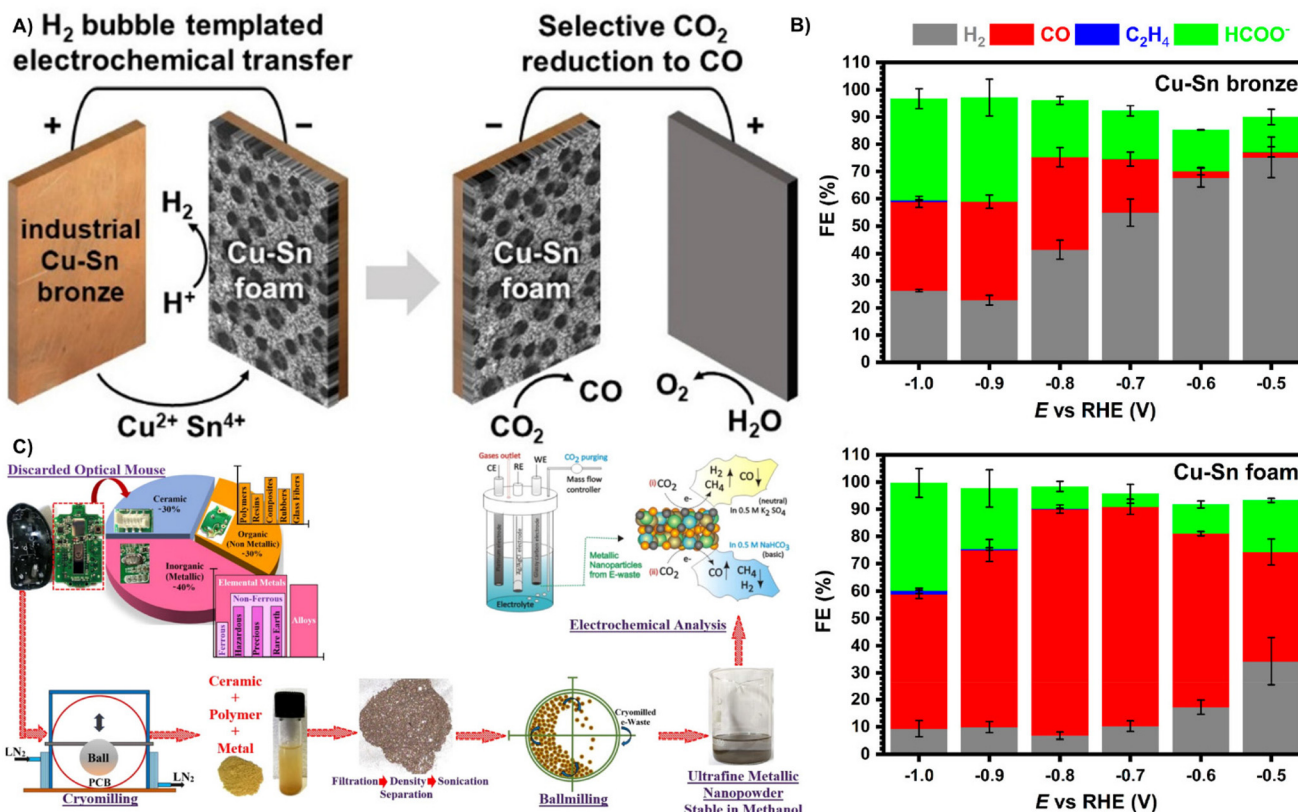 A)
H₂ bubble templated
electrochemical transfer
+
−
industrial
Cu-Sn
bronze
H₂
H⁺
Cu-Sn
foam
Cu²⁺ Sn⁴⁺
Selective CO₂
reduction to CO
−
+
Cu-Sn
foam
CO
CO₂
O₂
H₂O
B)
H₂ CO C₂H₄ HCOO⁻
Cu-Sn bronze
FE (%)
110
100
90
80
70
60
50
40
30
20
10
0
-1.0 -0.9 -0.8 -0.7 -0.6 -0.5
E vs RHE (V)
Cu-Sn foam
FE (%)
110
100
90
80
70
60
50
40
30
20
10
0
-1.0 -0.9 -0.8 -0.7 -0.6 -0.5
E vs RHE (V)
C)
Discarded Optical Mouse
Ceramic
~30%
Organic
(Non Metallic)
~30%
Inorganic
(Metallic)
~40%
Polymers
Resins
Composites
Rubbers
Glass Fibers
Elemental Metals
Non-Ferrous
Ferrous
Hazardous
Precious
Rare Earth
Alloys
LN₂
Ball
PCB
LN₂
Cryomilling
Ceramic
+
Polymer
+
Metal
Filtration Density Sonication
Separation
Cryomilled
e-Waste
Ballmilling
Ultrafine Metallic
Nanopowder
Stable in Methanol
Electrochemical Analysis
Gases outlet
CO₂ purging
CE RE WE
Mass flow
controller
Electrolyte
Metallic
Nanoparticles
from E-waste
(i) CO₂
e-
H₂
CH₄
CO
(neutral)
In 0.5 M K₂ SO₄
In 0.5 M NaHCO₃
(basic)
e-
(ii) CO₂
CO
CH₄
H₂